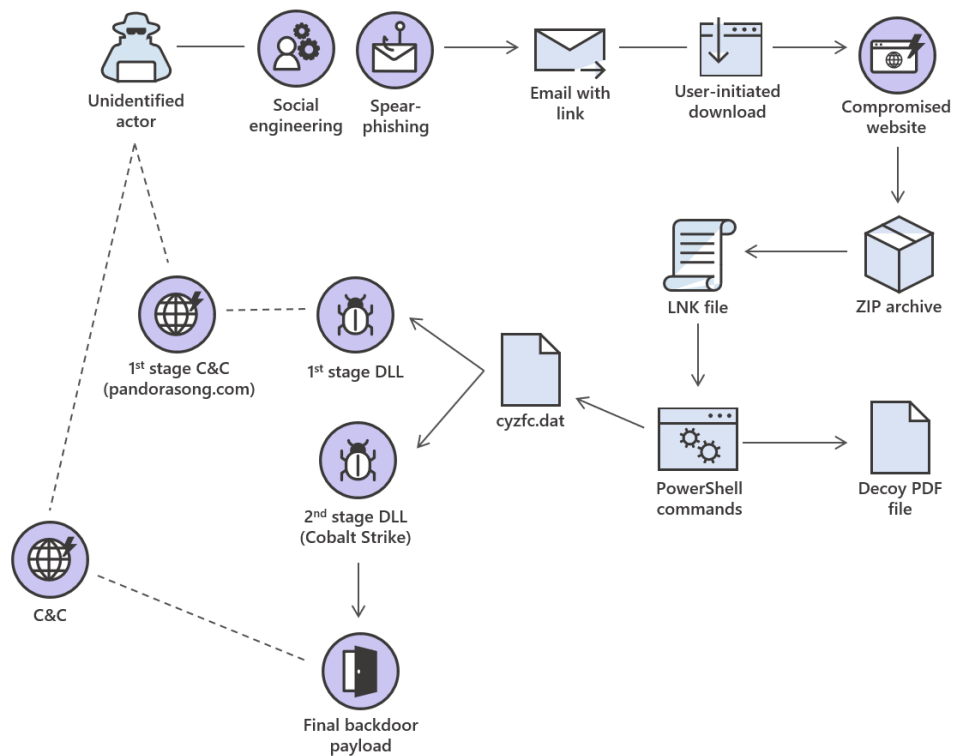 Unidentified
actor
Social
engineering
Spear-
phishing
Email with
link
User-initiated
download
Compromised
website
LNK file
ZIP archive
1st stage C&C
(pandorasong.com)
1st stage DLL
cyzfc.dat
PowerShell
commands
Decoy PDF
file
2nd stage DLL
(Cobalt Strike)
C&C
Final backdoor
payload